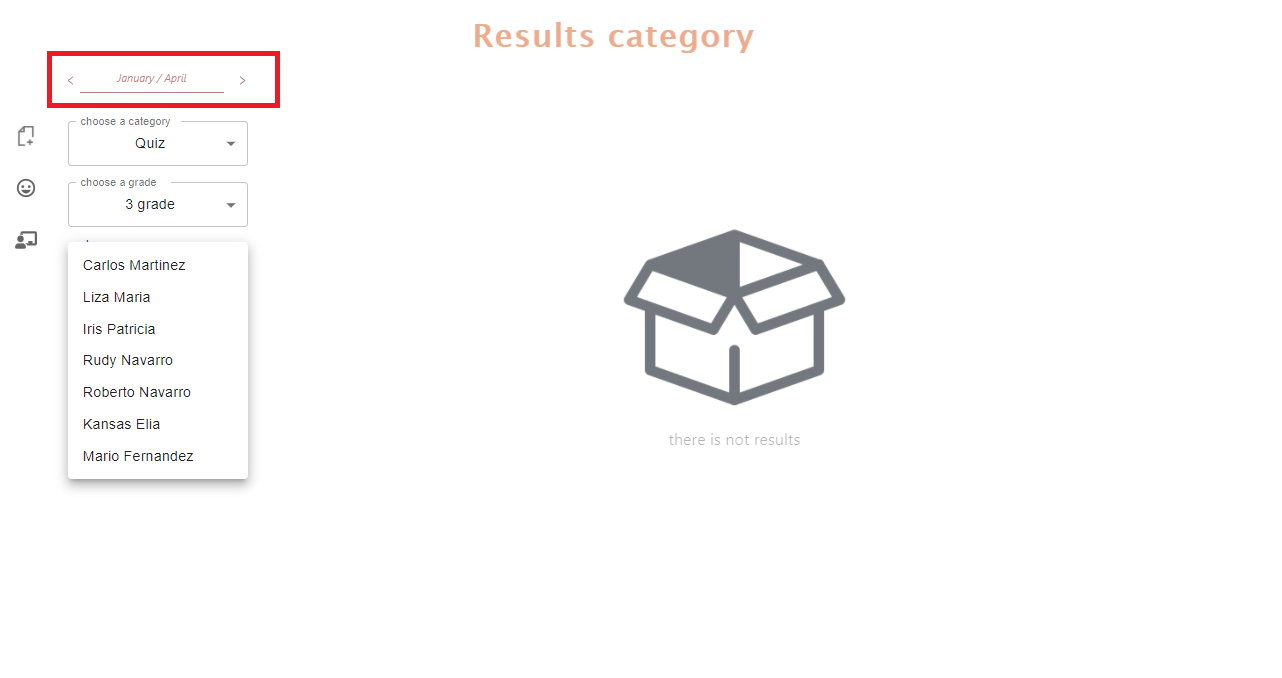 Results category
< January / April >
choose a category
Quiz
choose a grade
3 grade
Carlos Martinez
Liza Maria
Iris Patricia
Rudy Navarro
Roberto Navarro
Kansas Elia
Mario Fernandez
there is not results